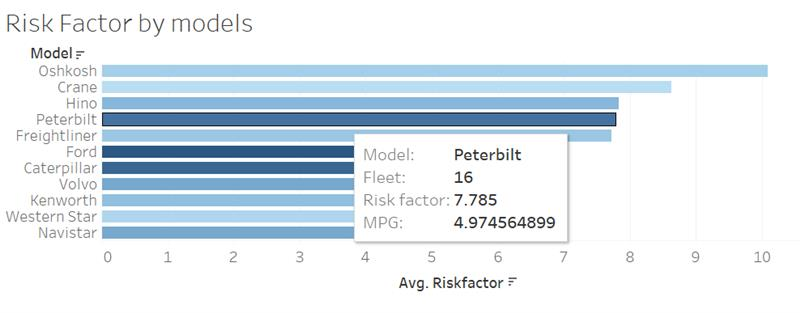 Risk Factor by models
Model
Oshkosh
Crane
Hino
Peterbilt
Freightliner
Ford
Caterpillar
Volvo
Kenworth
Western Star
Navistar
Model: Peterbilt
Fleet: 16
Risk factor: 7.785
MPG: 4.974564899
0 1 2 3 4 5 6 7 8 9 10
Avg. Riskfactor